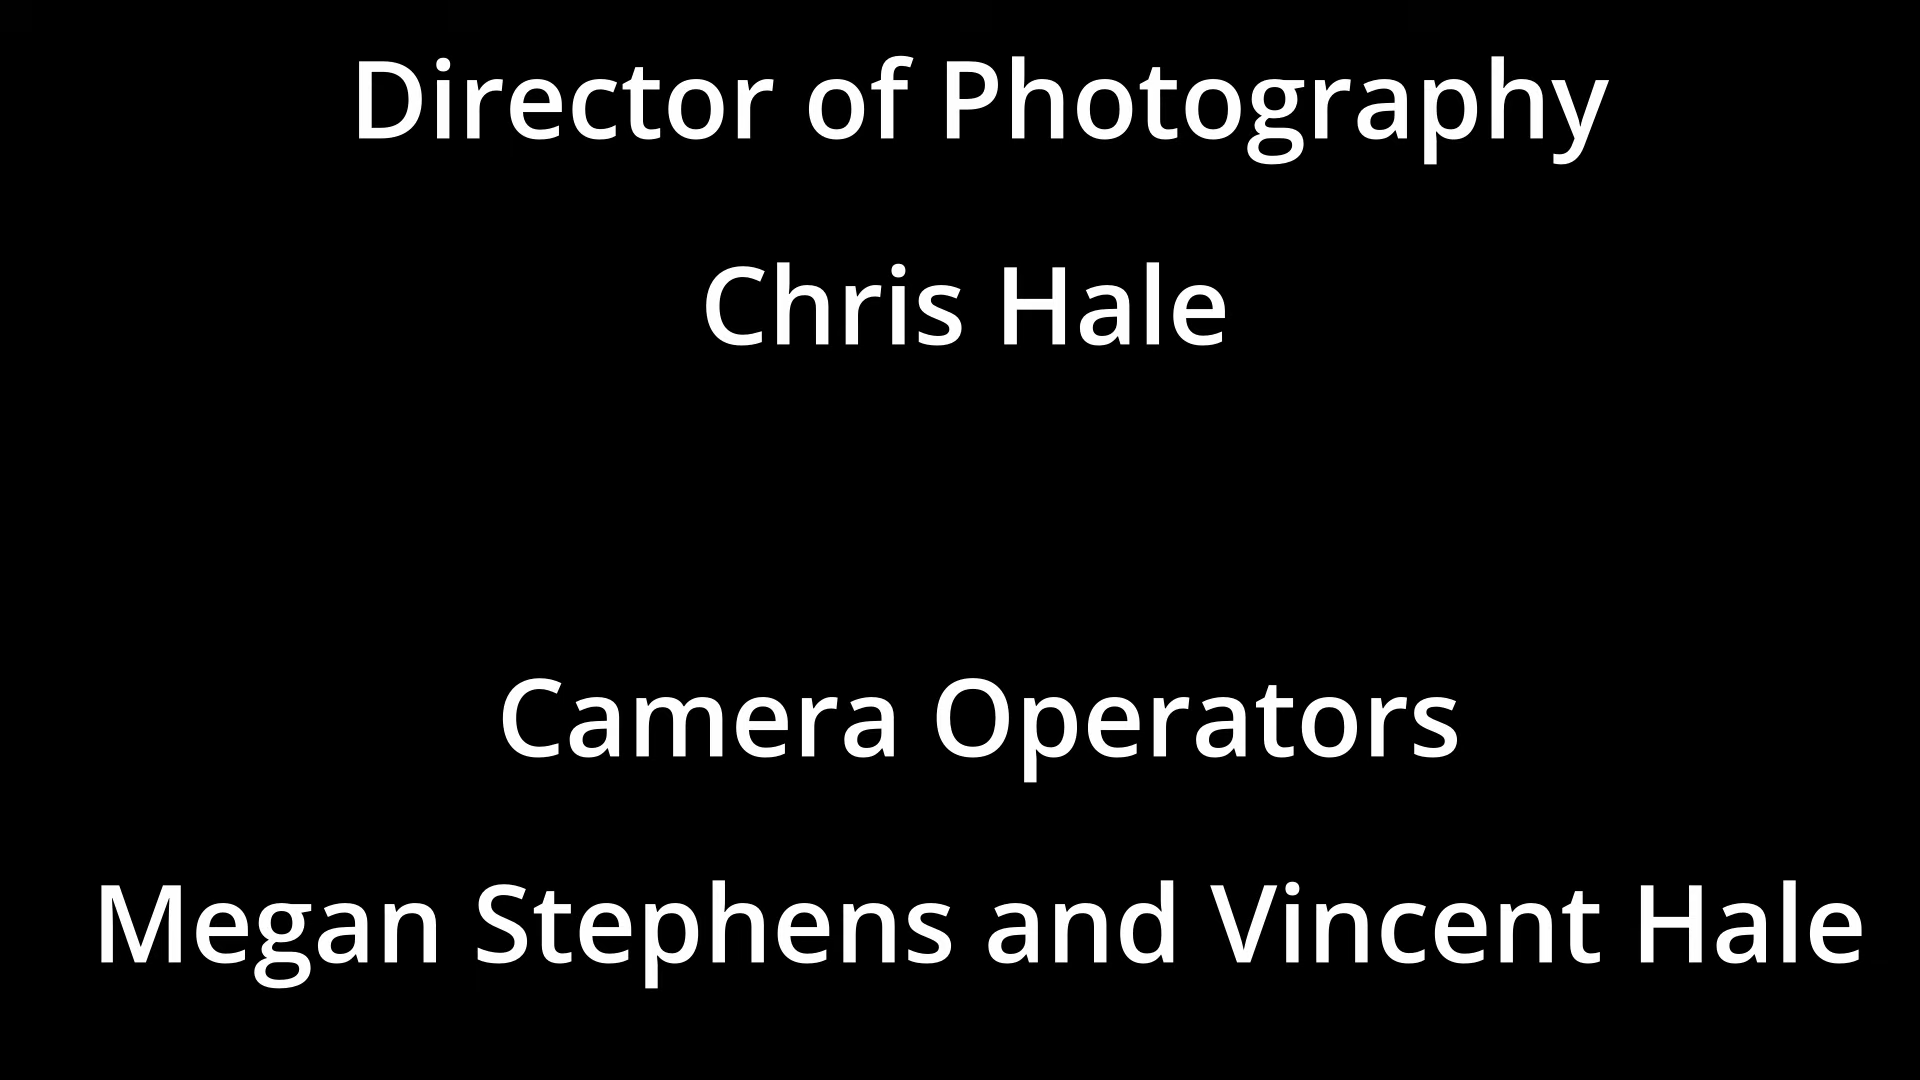 Director of Photography
Chris Hale
Camera Operators
Megan Stephens and Vincent Hale